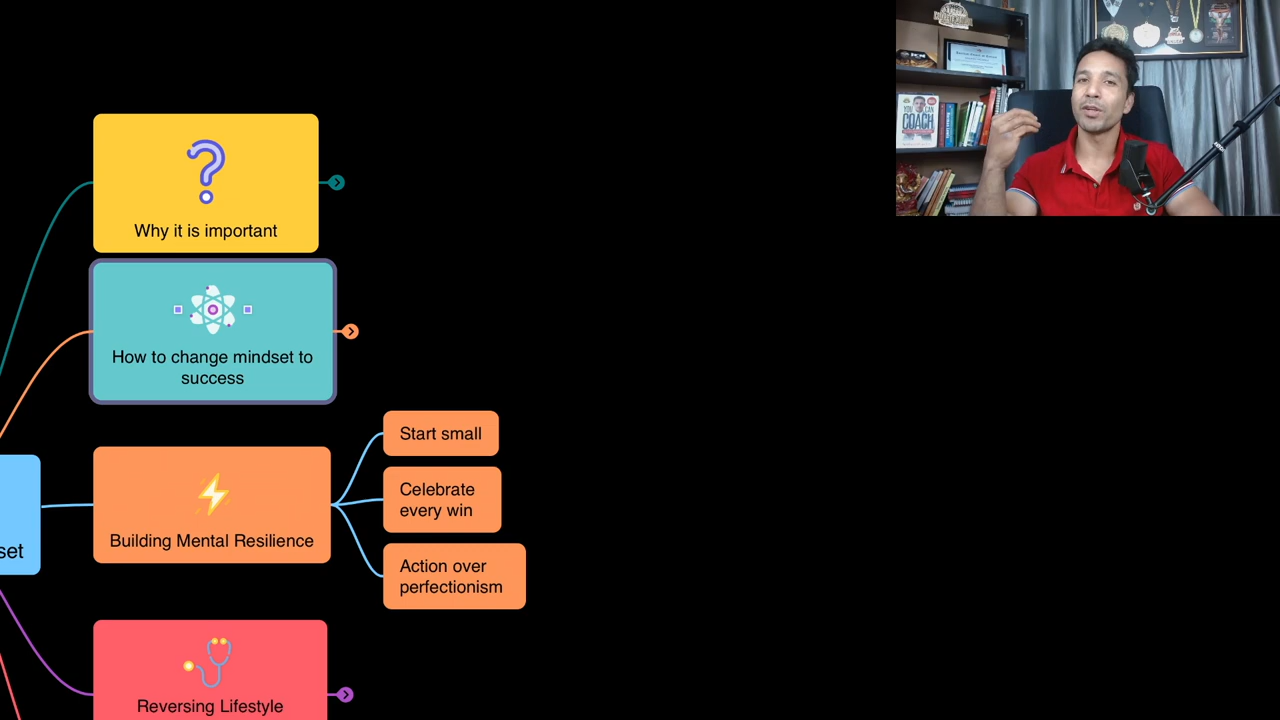 YOU CAN
COACH
Why it is important
How to change mindset to
success
Start small
Celebrate
every win
set
Building Mental Resilience
Action over
perfectionism
Reversing Lifestyle